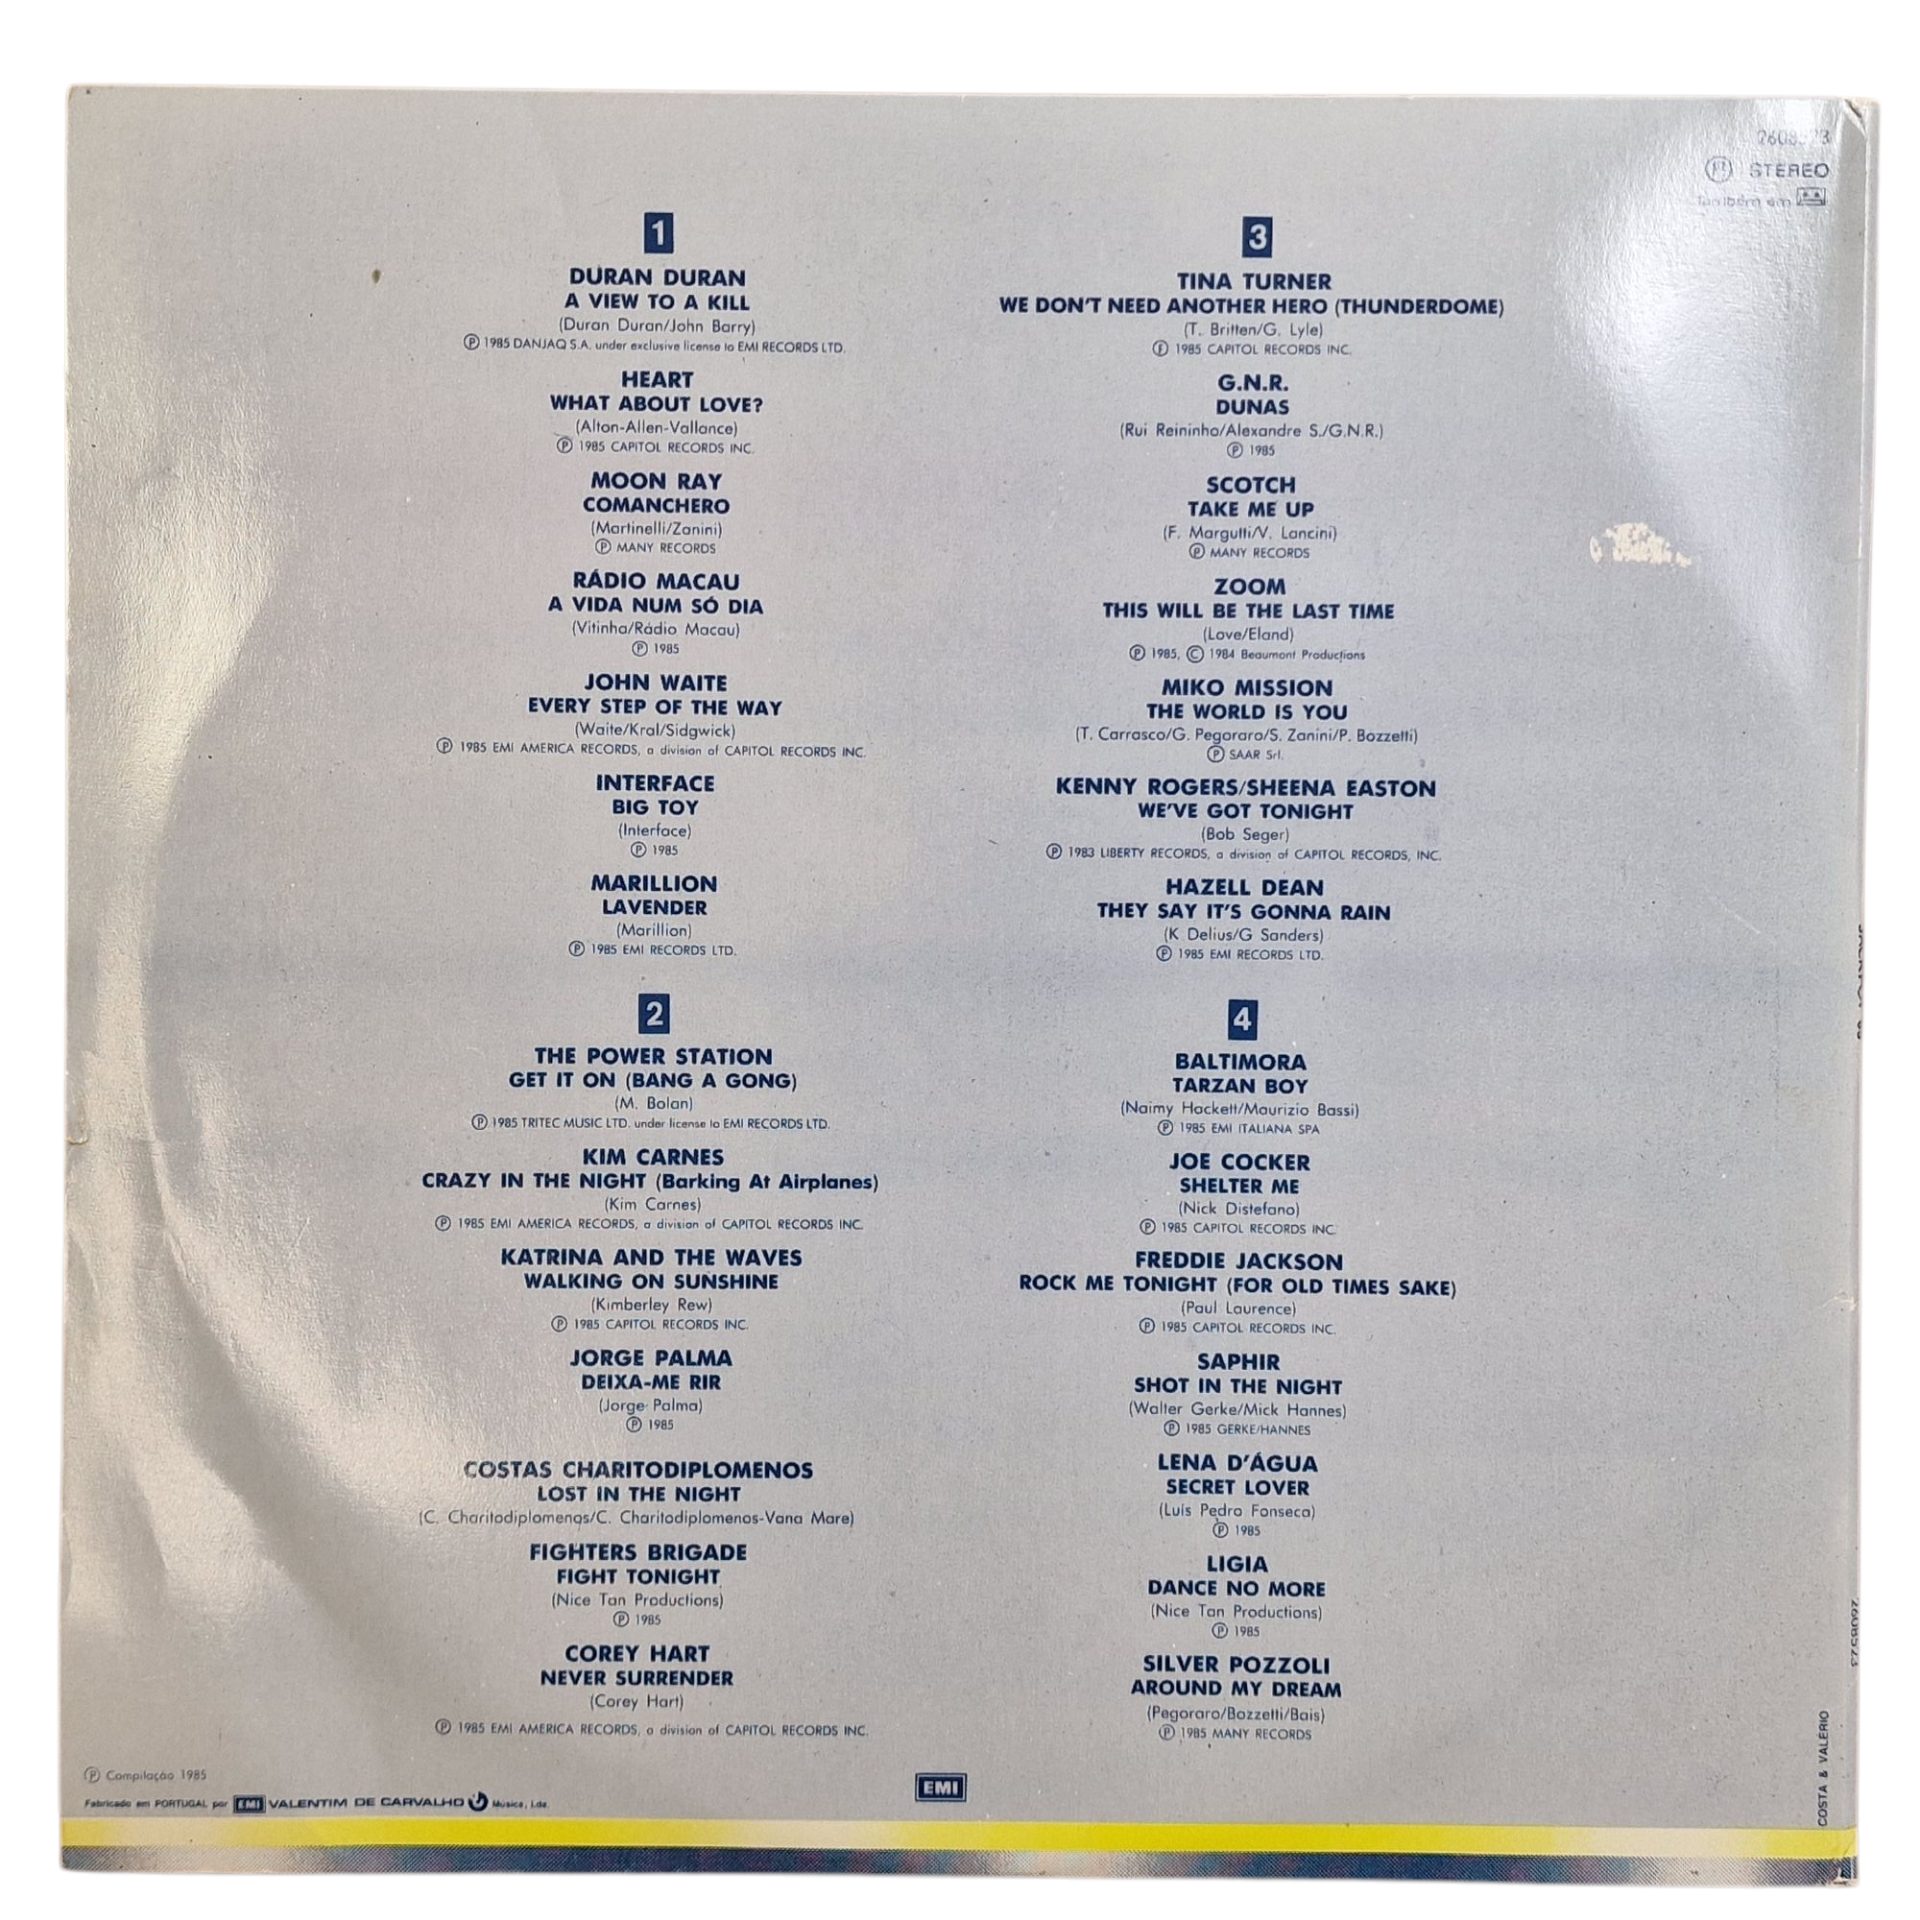 STEREO
Também em
1
DURAN DURAN
A VIEW TO A KILL
(Duran Duran/John Barry)
Ⓟ 1985 DANJAQ S.A. under exclusive license to EMI RECORDS LTD.
HEART
WHAT ABOUT LOVE?
(Alton-Allen-Vallance)
Ⓟ 1985 CAPITOL RECORDS INC.
MOON RAY
COMANCHERO
(Martinelli/Zanini)
Ⓟ MANY RECORDS
RÁDIO MACAU
A VIDA NUM SÓ DIA
(Vitinha/Rádio Macau)
Ⓟ 1985
JOHN WAITE
EVERY STEP OF THE WAY
(Waite/Kral/Sidgwick)
Ⓟ 1985 EMI AMERICA RECORDS, a division of CAPITOL RECORDS INC.
INTERFACE
BIG TOY
(Interface)
Ⓟ 1985
MARILLION
LAVENDER
(Marillion)
Ⓟ 1985 EMI RECORDS LTD.
2
THE POWER STATION
GET IT ON (BANG A GONG)
(M. Bolan)
Ⓟ 1985 TRITEC MUSIC LTD. under license to EMI RECORDS LTD.
KIM CARNES
CRAZY IN THE NIGHT (Barking At Airplanes)
(Kim Carnes)
Ⓟ 1985 EMI AMERICA RECORDS, a division of CAPITOL RECORDS INC.
KATRINA AND THE WAVES
WALKING ON SUNSHINE
(Kimberley Rew)
Ⓟ 1985 CAPITOL RECORDS INC.
JORGE PALMA
DEIXA-ME RIR
(Jorge Palma)
Ⓟ 1985
COSTAS CHARITODIPLOMENOS
LOST IN THE NIGHT
(C. Charitodiplomenos/C. Charitodiplomenos-Vana Mare)
FIGHTERS BRIGADE
FIGHT TONIGHT
(Nice Tan Productions)
Ⓟ 1985
COREY HART
NEVER SURRENDER
(Corey Hart)
Ⓟ 1985 EMI AMERICA RECORDS, a division of CAPITOL RECORDS INC.
3
TINA TURNER
WE DON'T NEED ANOTHER HERO (THUNDERDOME)
(T. Britten/G. Lyle)
Ⓟ 1985 CAPITOL RECORDS INC.
G.N.R.
DUNAS
(Rui Reininho/Alexandre S./G.N.R.)
Ⓟ 1985
SCOTCH
TAKE ME UP
(F. Margutti/V. Lancini)
Ⓟ MANY RECORDS
ZOOM
THIS WILL BE THE LAST TIME
(Love/Eland)
Ⓟ 1985, © 1984 Beaumont Productions
MIKO MISSION
THE WORLD IS YOU
(T. Carrasco/G. Pegoraro/S. Zanini/P. Bozzetti)
Ⓟ SAAR Srl.
KENNY ROGERS/SHEENA EASTON
WE'VE GOT TONIGHT
(Bob Seger)
Ⓟ 1983 LIBERTY RECORDS, a division of CAPITOL RECORDS, INC.
HAZELL DEAN
THEY SAY IT'S GONNA RAIN
(K Delius/G Sanders)
Ⓟ 1985 EMI RECORDS LTD.
4
BALTIMORA
TARZAN BOY
(Naimy Hackett/Maurizio Bassi)
Ⓟ 1985 EMI ITALIANA SPA
JOE COCKER
SHELTER ME
(Nick Distefano)
Ⓟ 1985 CAPITOL RECORDS INC
FREDDIE JACKSON
ROCK ME TONIGHT (FOR OLD TIMES SAKE)
(Paul Laurence)
Ⓟ 1985 CAPITOL RECORDS INC.
SAPHIR
SHOT IN THE NIGHT
(Walter Gerke/Mick Hannes)
Ⓟ 1985 GERKE/HANNES
LENA D'ÁGUA
SECRET LOVER
(Luís Pedro Fonseca)
Ⓟ 1985
LIGIA
DANCE NO MORE
(Nice Tan Productions)
Ⓟ 1985
SILVER POZZOLI
AROUND MY DREAM
(Pegoraro/Bozzetti/Bais)
Ⓟ 1985 MANY RECORDS
Ⓟ Compilação 1985
Fabricado em PORTUGAL por EMI VALENTIM DE CARVALHO Música, Lda.
EMI
COSTA & VALÉRIO
2608523